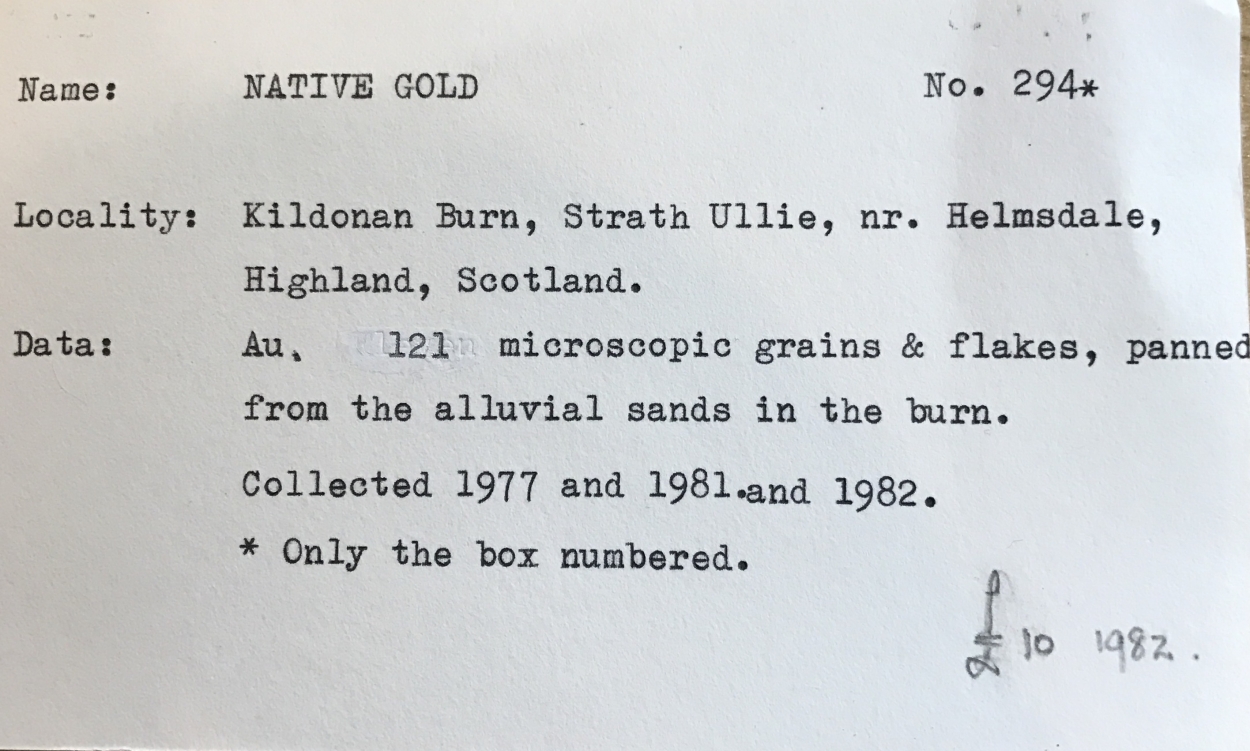 Name: NATIVE GOLD No. 294*
Locality: Kildonan Burn, Strath Ullie, nr. Helmsdale,
Highland, Scotland.
Data: Au. 121 microscopic grains & flakes, panned
from the alluvial sands in the burn.
Collected 1977 and 1981.and 1982.
* Only the box numbered.
£10 1982.